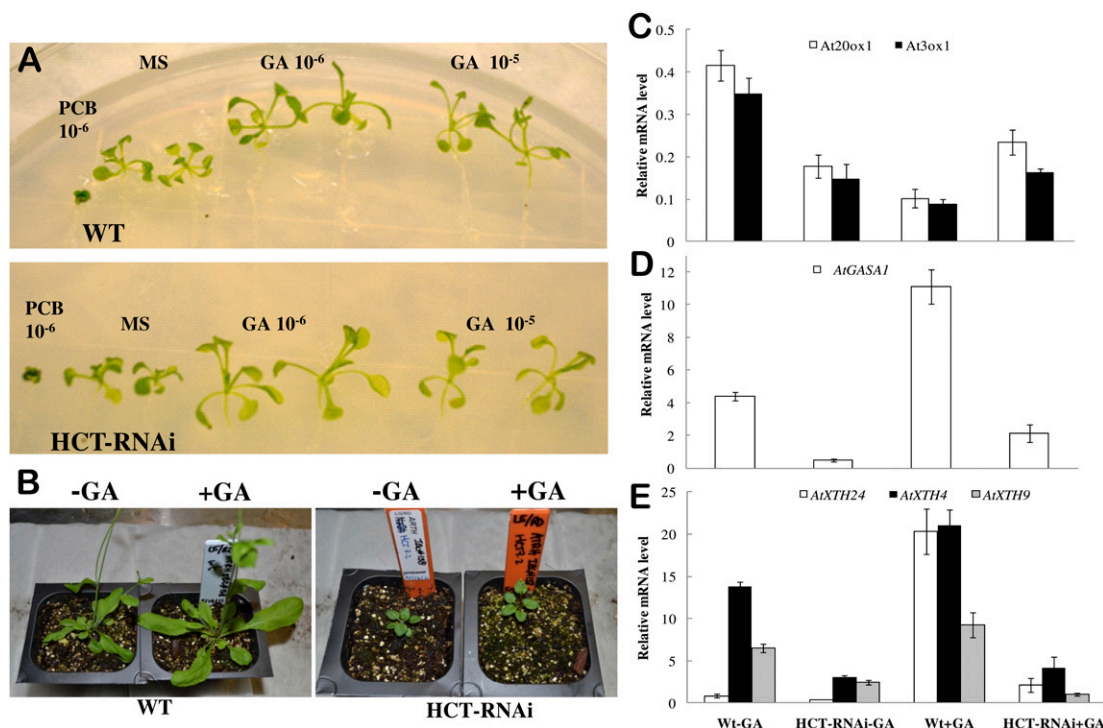 A
MS
GA 10-6
GA 10-5
PCB
10-6
WT
PCB
10-6
MS
GA 10-6
GA 10-5
HCT-RNAi
B
-GA
+GA
-GA
+GA
WT
HCT-RNAi
C
At20ox1
At3ox1
Relative mRNA level
0.5
0.4
0.3
0.2
0.1
0
D
AtGASA1
Relative mRNA level
12
10
8
6
4
2
0
E
AtXTH24
AtXTH4
AtXTH9
Relative mRNA level
25
20
15
10
5
0
Wt-GA
HCT-RNAi-GA
Wt+GA
HCT-RNAi+GA